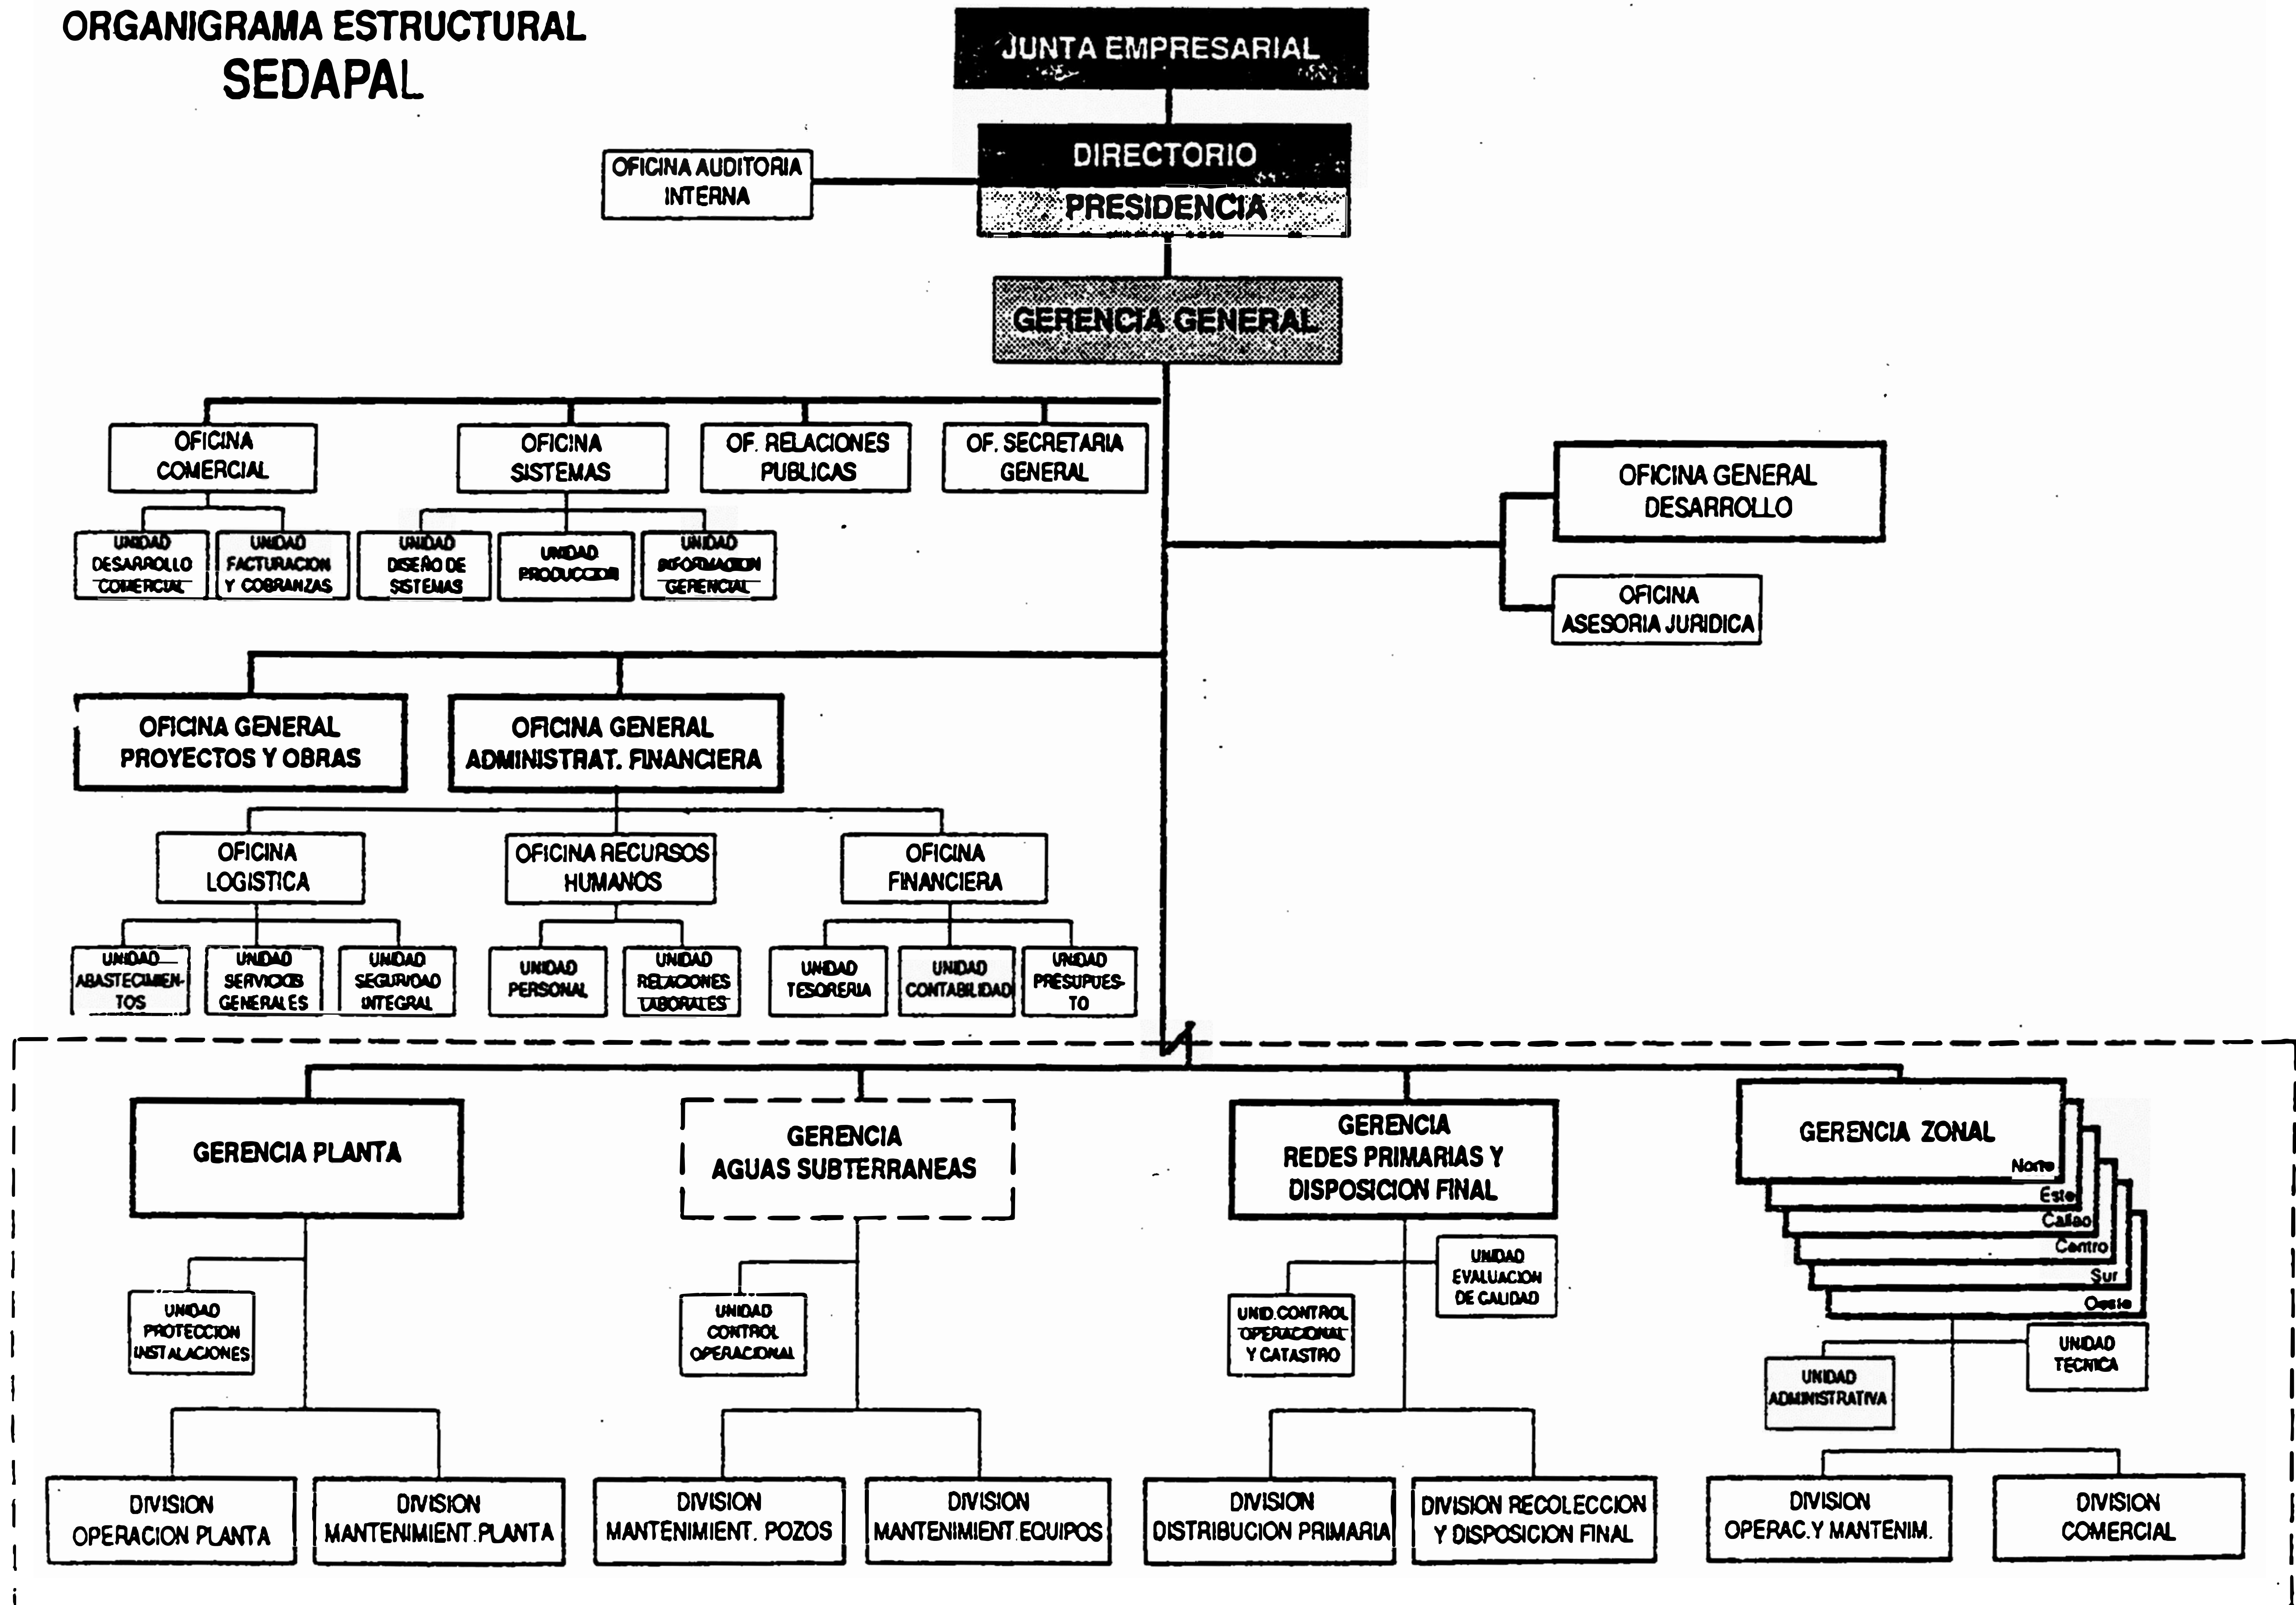 ORGANIGRAMA ESTRUCTURAL
SEDAPAL
JUNTA EMPRESARIAL
DIRECTORIO
PRESIDENCIA
OFICINA AUDITORIA
INTERNA
GERENCIA GENERAL
OFICINA
COMERCIAL
OFICINA
SISTEMAS
OF. RELACIONES
PUBLICAS
OF. SECRETARIA
GENERAL
UNIDAD
DESARROLLO
COMERCIAL
UNIDAD
FACTURACION
Y COBRANZAS
UNIDAD
DISEÑO DE
SISTEMAS
UNIDAD
PRODUCCION
UNIDAD
INFORMACION
GERENCIAL
OFICINA GENERAL
DESARROLLO
OFICINA
ASESORIA JURIDICA
OFICINA GENERAL
PROYECTOS Y OBRAS
OFICINA GENERAL
ADMINISTRAT. FINANCIERA
OFICINA
LOGISTICA
OFICINA RECURSOS
HUMANOS
OFICINA
FINANCIERA
UNIDAD
ABASTECIMIEN-
TOS
UNIDAD
SERVICIOS
GENERALES
UNIDAD
SEGURIDAD
INTEGRAL
UNIDAD
PERSONAL
UNIDAD
RELACIONES
LABORALES
UNIDAD
TESORERIA
UNIDAD
CONTABILIDAD
UNIDAD
PRESUPUES-
TO
GERENCIA PLANTA
GERENCIA
AGUAS SUBTERRANEAS
GERENCIA
REDES PRIMARIAS Y
DISPOSICION FINAL
GERENCIA ZONAL
Norte
Este
Callao
Centro
Sur
Oeste
UNIDAD
PROTECCION
INSTALACIONES
UNIDAD
CONTROL
OPERACIONAL
UNID. CONTROL
OPERACIONAL
Y CATASTRO
UNIDAD
EVALUACION
DE CALIDAD
UNIDAD
ADMINISTRATIVA
UNIDAD
TECNICA
DIVISION
OPERACION PLANTA
DIVISION
MANTENIMIENT. PLANTA
DIVISION
MANTENIMIENT. POZOS
DIVISION
MANTENIMIENT. EQUIPOS
DIVISION
DISTRIBUCION PRIMARIA
DIVISION RECOLECCION
Y DISPOSICION FINAL
DIVISION
OPERAC. Y MANTENIM.
DIVISION
COMERCIAL